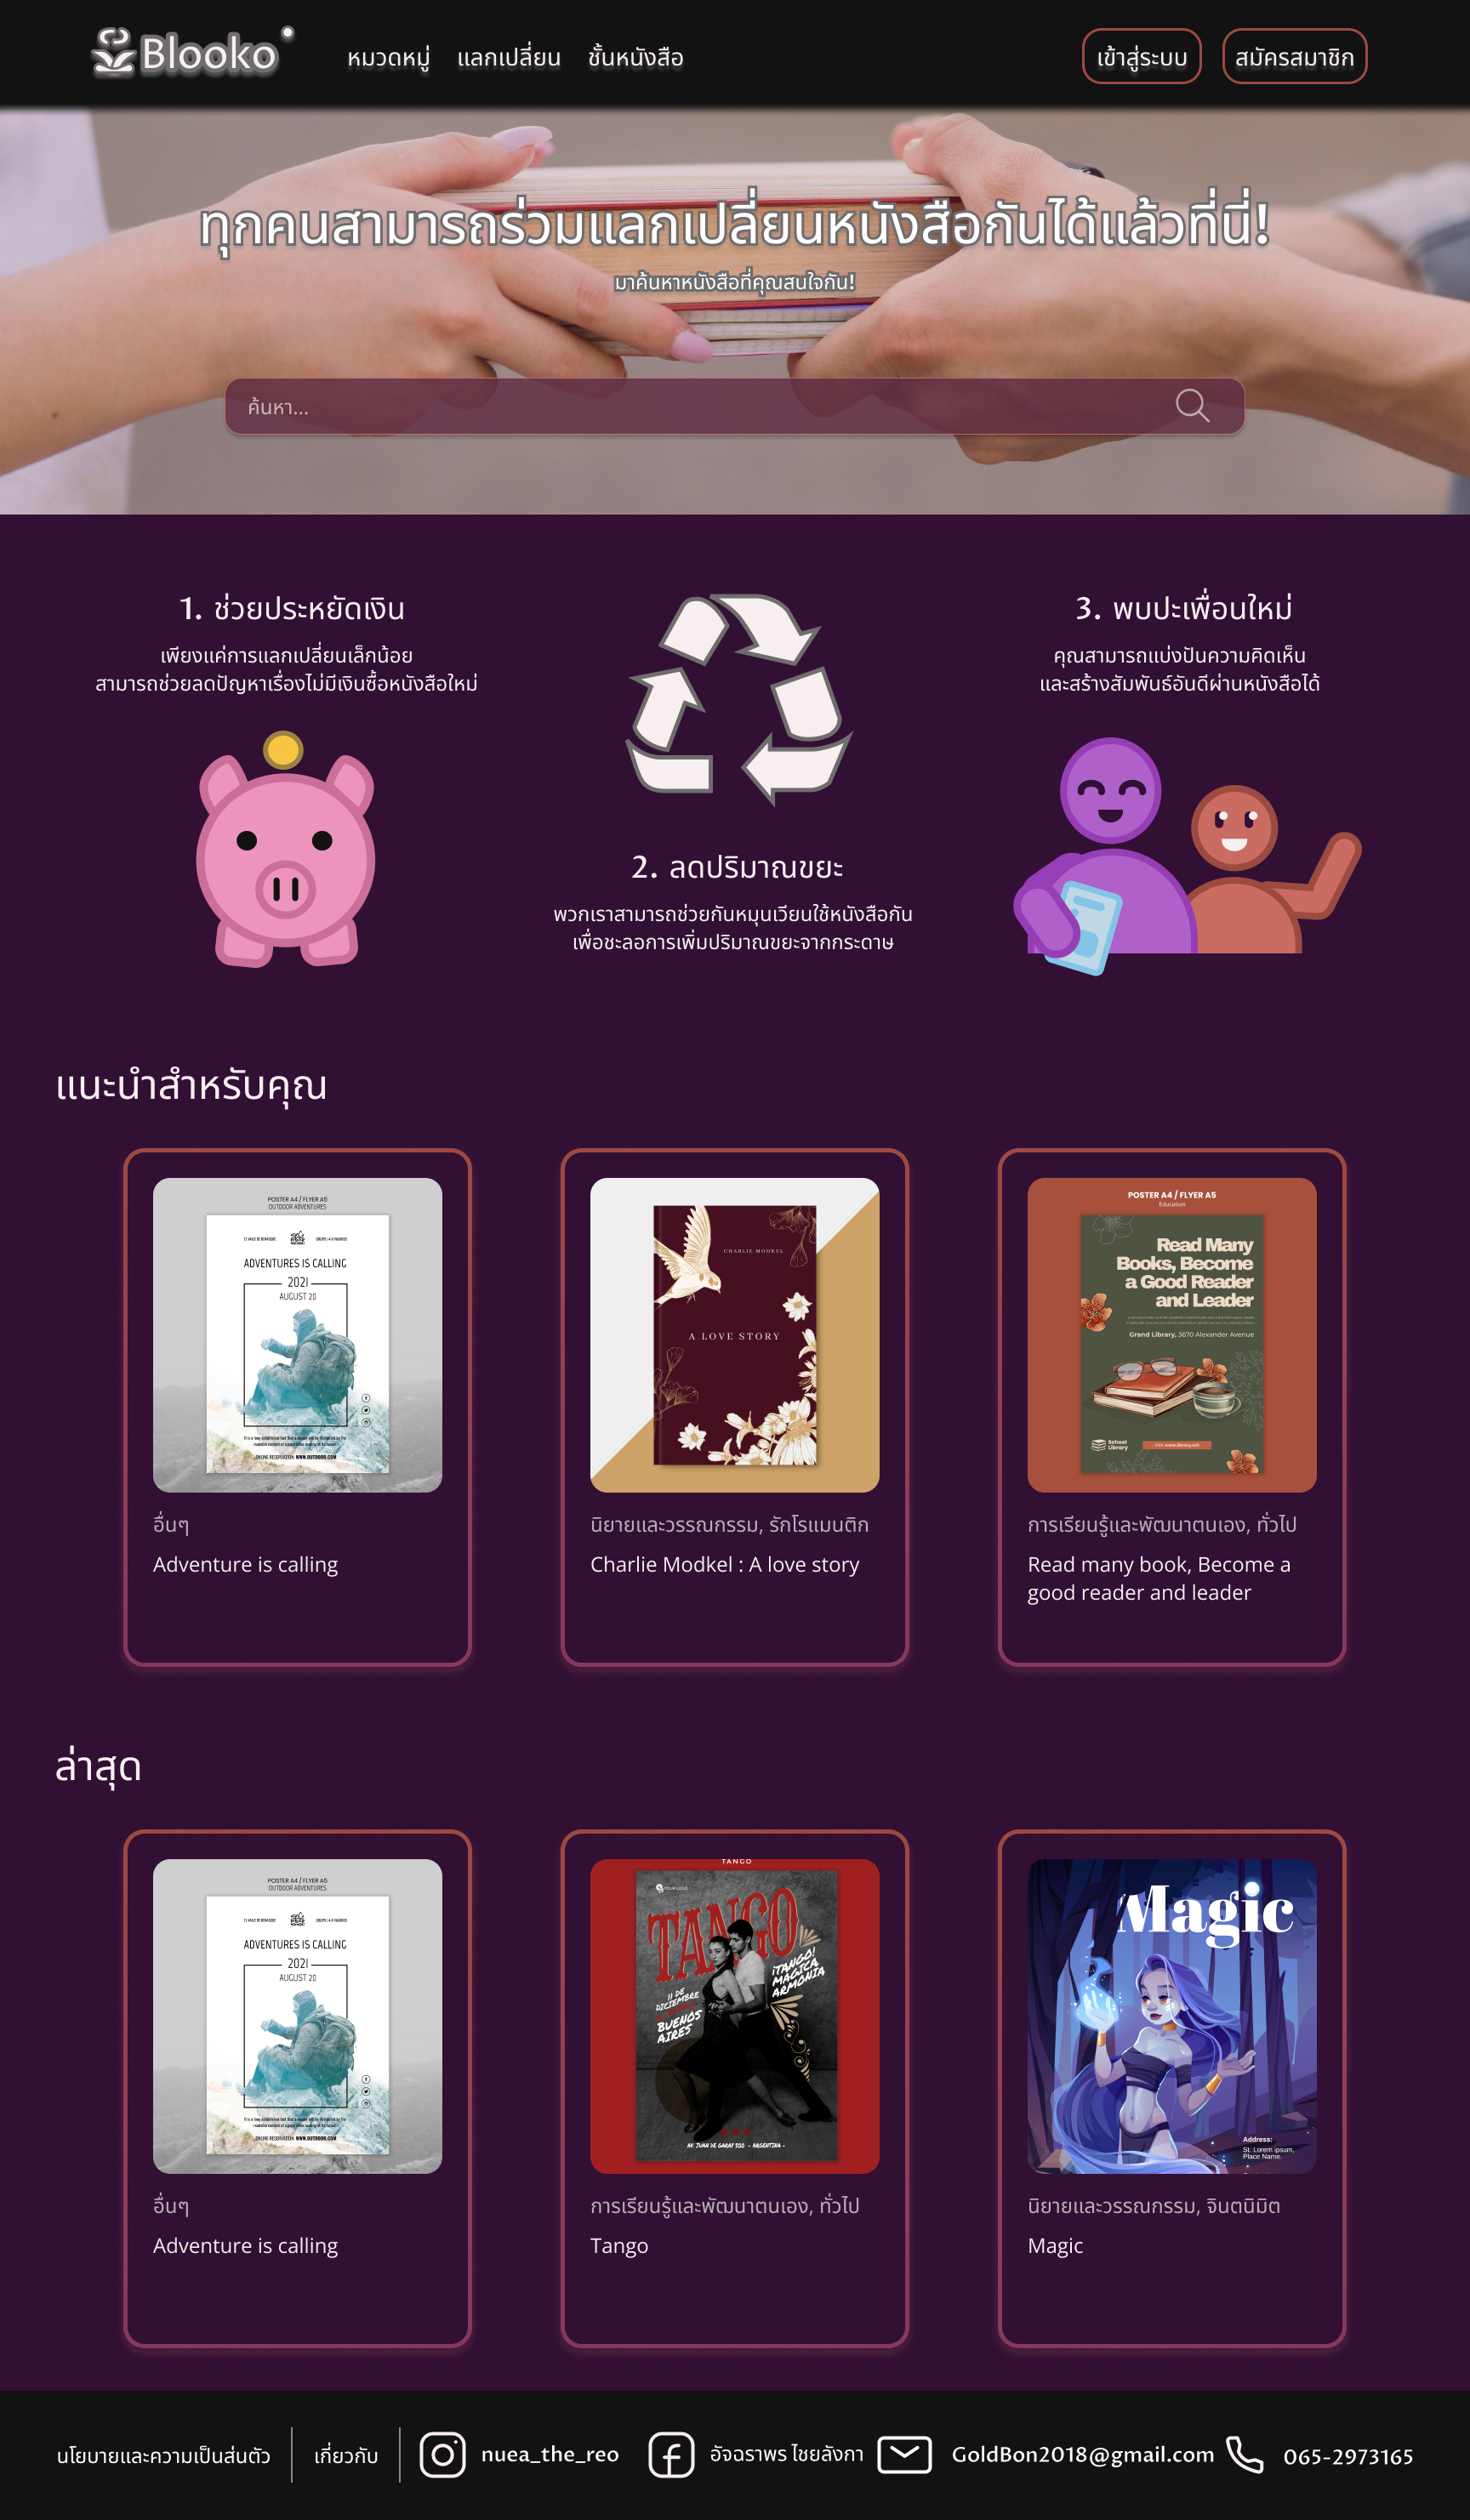 Blooko
หมวดหมู่ แลกเปลี่ยน ชั้นหนังสือ
เข้าสู่ระบบ สมัครสมาชิก
ทุกคนสามารถร่วมแลกเปลี่ยนหนังสือกันได้แล้วที่นี่!
มาค้นหาหนังสือที่คุณสนใจกัน!
ค้นหา...
1. ช่วยประหยัดเงิน
เพียงแค่การแลกเปลี่ยนเล็กน้อย
สามารถช่วยลดปัญหาเรื่องไม่มีเงินซื้อหนังสือใหม่
2. ลดปริมาณขยะ
พวกเราสามารถช่วยกันหมุนเวียนใช้หนังสือกัน
เพื่อชะลอการเพิ่มปริมาณขยะจากกระดาษ
3. พบปะเพื่อนใหม่
คุณสามารถแบ่งปันความคิดเห็น
และสร้างสัมพันธ์อันดีผ่านหนังสือได้
แนะนำสำหรับคุณ
POSTER A4 / FLYER A5
OUTDOOR ADVENTURES
ADVENTURES IS CALLING
2021
AUGUST 20
ONLINE RESERVATION WWW.OUTDOOR.COM
อื่นๆ
Adventure is calling
CHARLIE MODKEL
A LOVE STORY
นิยายและวรรณกรรม, รักโรแมนติก
Charlie Modkel : A love story
POSTER A4 / FLYER A5
Education
Read Many
Books, Become
a Good Reader
and Leader
Grand Library, 3670 Alexander Avenue
School
Library
Visit www.library.com
การเรียนรู้และพัฒนาตนเอง, ทั่วไป
Read many book, Become a
good reader and leader
ล่าสุด
POSTER A4 / FLYER A5
OUTDOOR ADVENTURES
ADVENTURES IS CALLING
2021
AUGUST 20
ONLINE RESERVATION WWW.OUTDOOR.COM
อื่นๆ
Adventure is calling
TANGO
YOUR LOGO
TANGO
¡TANGO!
MÁGICA
ARMONÍA
11 DE
DICIEMBRE
BUENOS
AIRES
AV. JUAN DE GARAY 200 - ARGENTINA -
การเรียนรู้และพัฒนาตนเอง, ทั่วไป
Tango
Magic
Address:
St. Lorem ipsum,
Place Name.
นิยายและวรรณกรรม, จินตนิมิต
Magic
นโยบายและความเป็นส่นตัว เกี่ยวกับ nuea_the_reo อัจฉราพร ไชยลังกา GoldBon2018@gmail.com 065-2973165